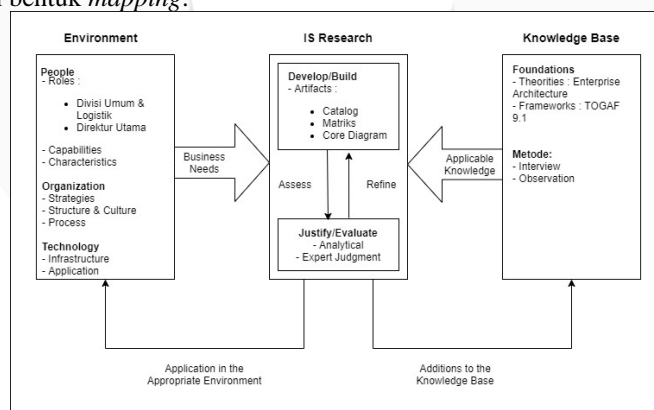 bentuk mapping.
Environment
IS Research
Knowledge Base
People
- Roles :
• Divisi Umum &
Logistik
• Direktur Utama
- Capabilities
- Characteristics
Organization
- Strategies
- Structure & Culture
- Process
Technology
- Infrastructure
- Application
Business
Needs
Develop/Build
- Artifacts :
• Catalog
• Matriks
• Core Diagram
Assess
Refine
Justify/Evaluate
- Analytical
- Expert Judgment
Applicable
Knowledge
Foundations
- Theorities : Enterprise
Architecture
- Frameworks : TOGAF
9.1
Metode:
- Interview
- Observation
Application in the
Appropriate Environment
Additions to the
Knowledge Base